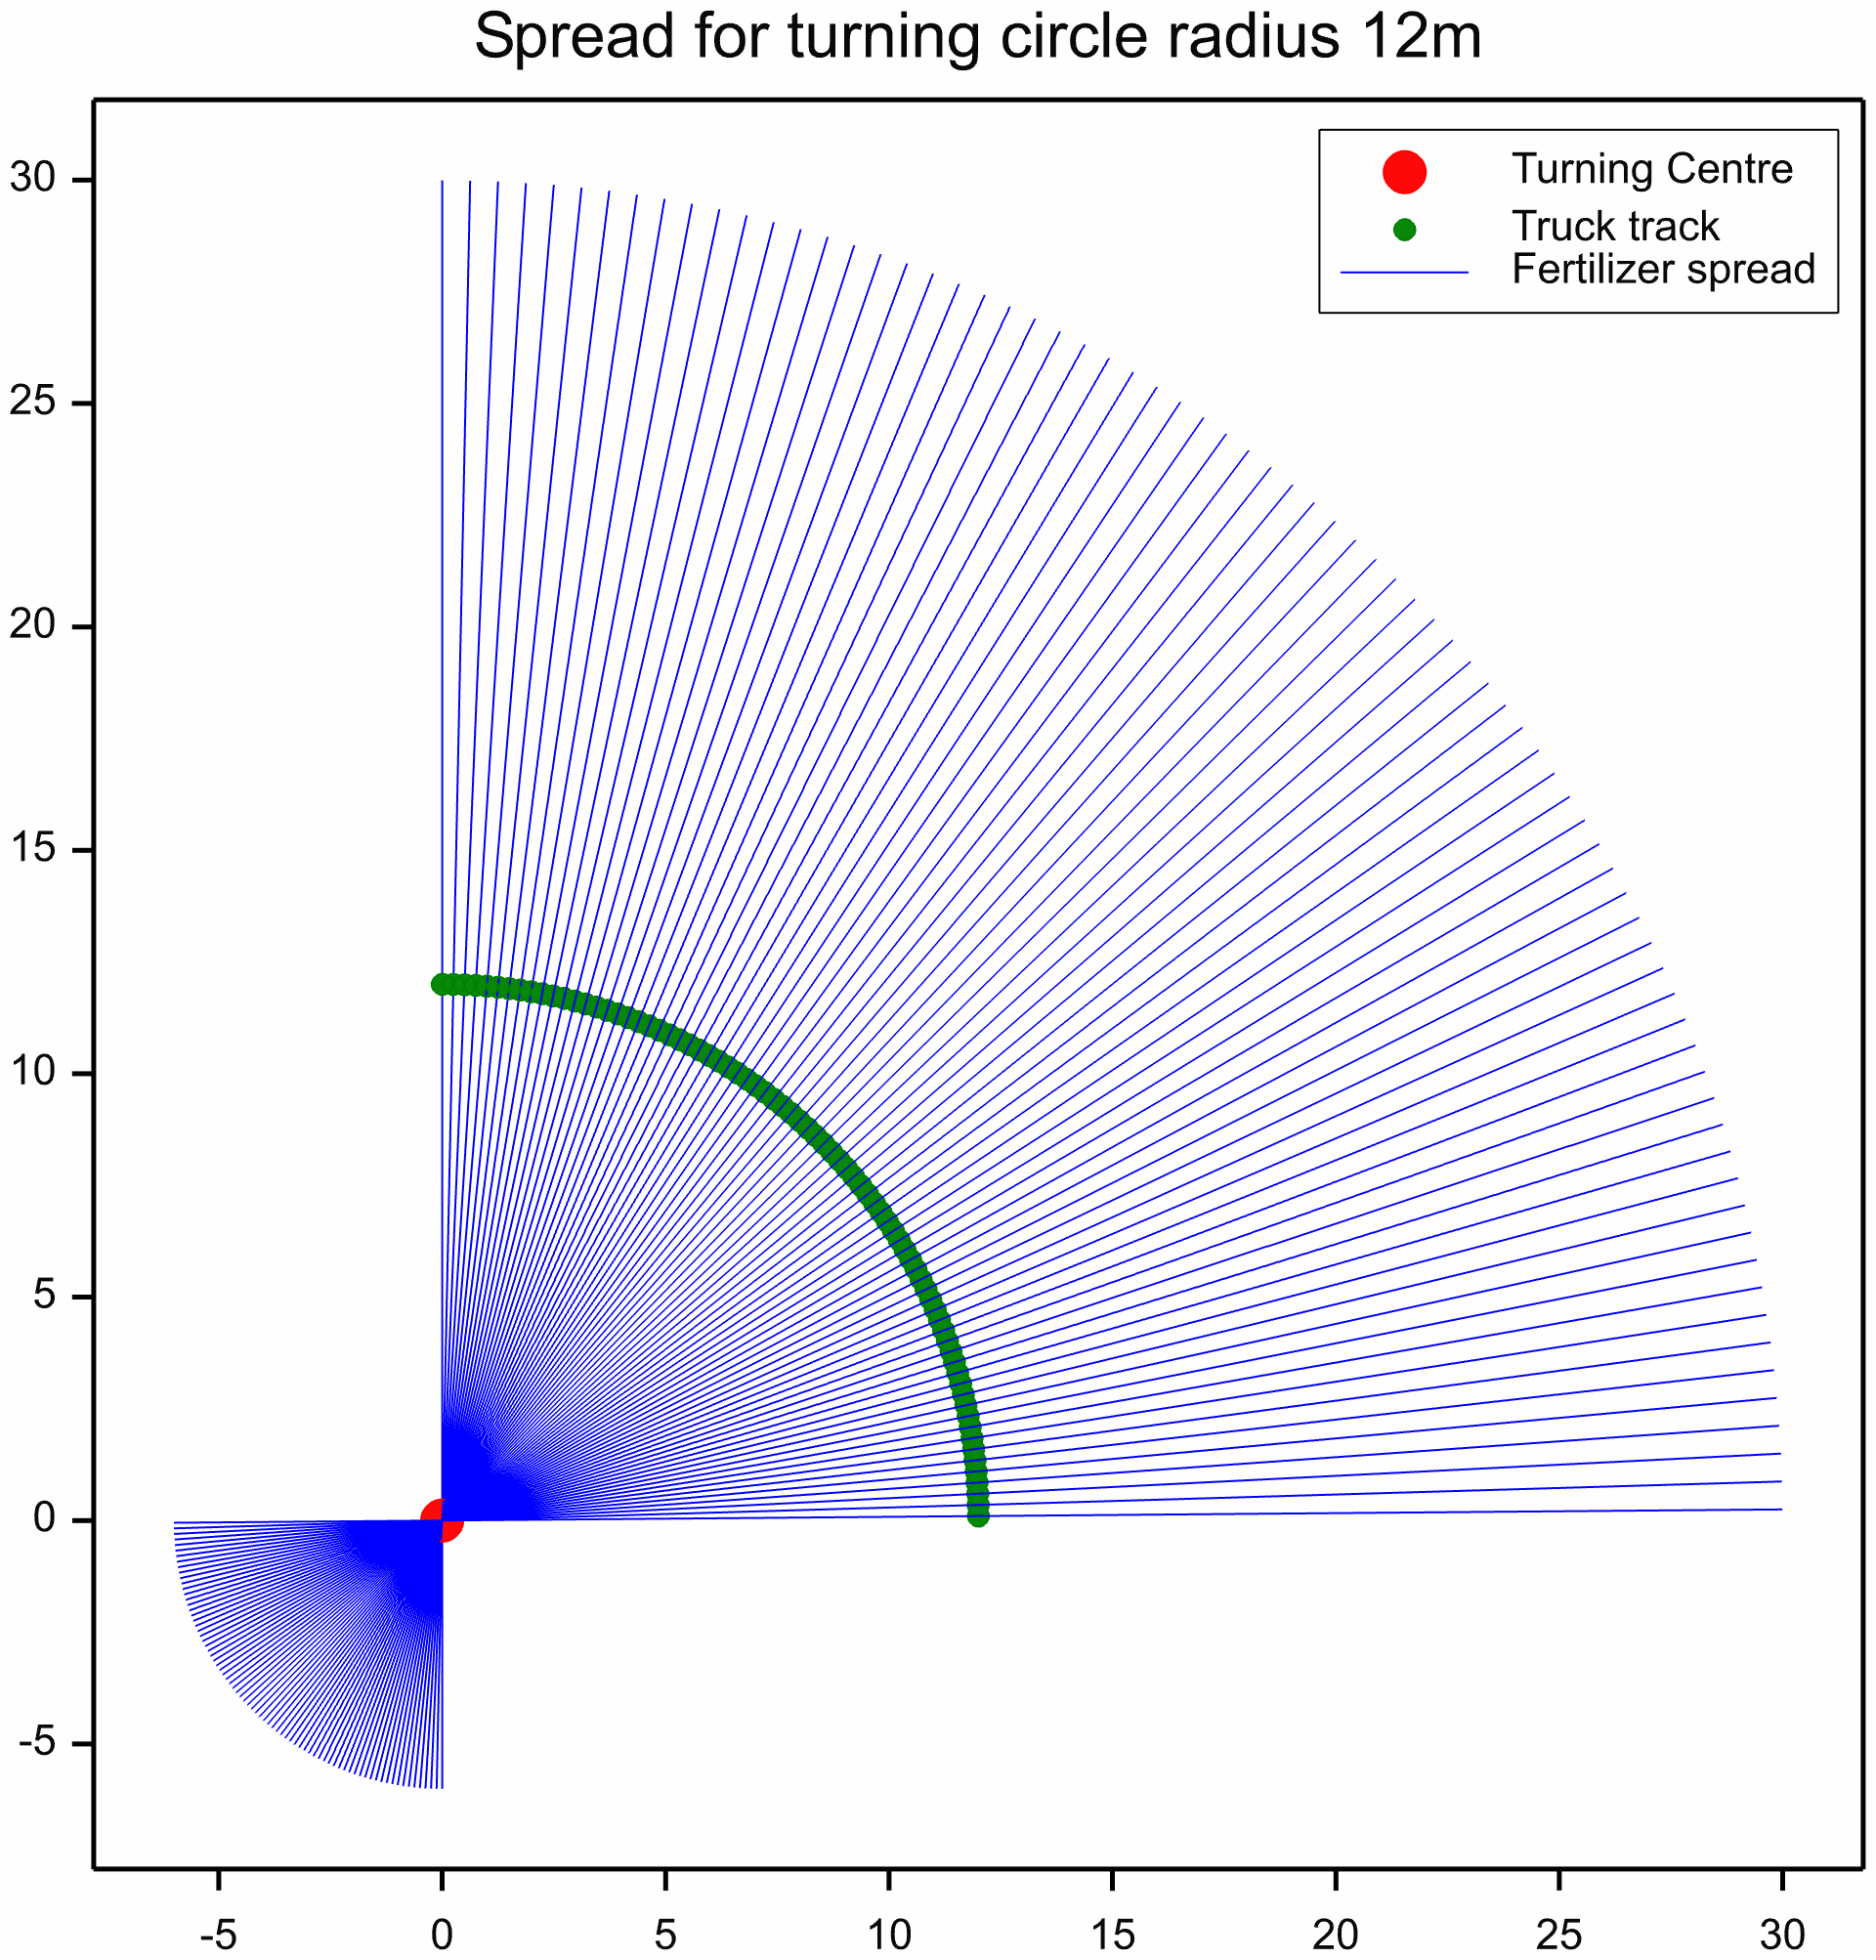 Spread for turning circle radius 12m
Turning Centre
Truck track
Fertilizer spread
30
25
20
15
10
5
0
-5
-5 0 5 10 15 20 25 30